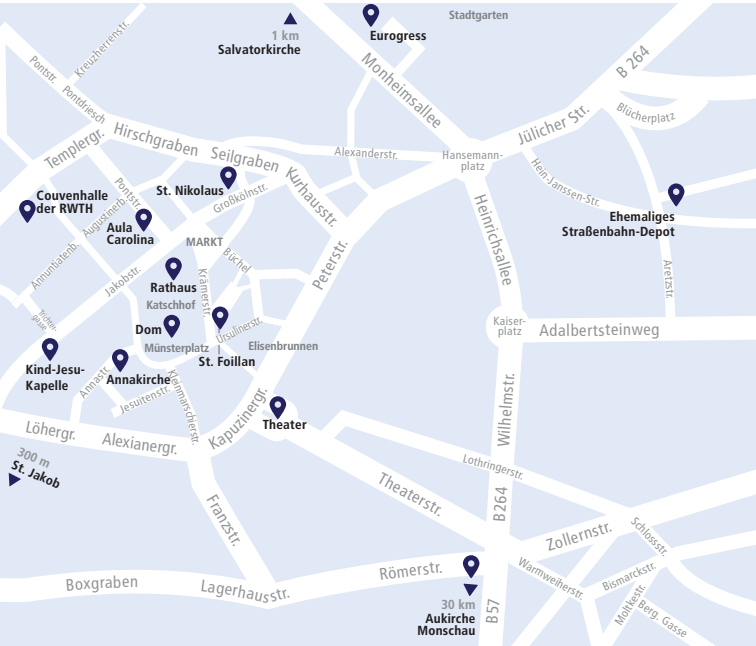 Stadtgarten
1 km
Salvatorkirche
Eurogress
Monheimsallee
B 264
Kreuzherrenstr.
Pontstr.
Pontdriesch
Templergr.
Hirschgraben
Seilgraben
Alexanderstr.
Hansemann-
platz
Jülicher Str.
Blücherplatz
Hein-Janssen-Str.
Ehemaliges
Straßenbahn-Depot
Aretzstr.
Couvenhalle
der RWTH
Augustinerb.
Pontstr.
Aula
Carolina
St. Nikolaus
Großkölnstr.
Kurhausstr.
Peterstr.
Heinrichsallee
Annuntiatenb.
Jakobstr.
MARKT
Büchel
Krämerstr.
Rathaus
Katschhof
Dom
Münsterplatz
Ursulinerstr.
St. Foillan
Elisenbrunnen
Kaiser-
platz
Adalbertsteinweg
Trichter-
gasse
Kind-Jesu-
Kapelle
Annastr.
Annakirche
Jesuitenstr.
Kleinmarschierstr.
Kapuzinergr.
Theater
Wilhelmstr.
Löhergr.
Alexianergr.
300 m
St. Jakob
Franzstr.
Theaterstr.
Lothringerstr.
B264
Zollernstr.
Schlossstr.
Boxgraben
Lagerhausstr.
Römerstr.
Warmweiherstr.
Bismarckstr.
Moltkestr.
Berg. Gasse
30 km
Aukirche
Monschau
B57